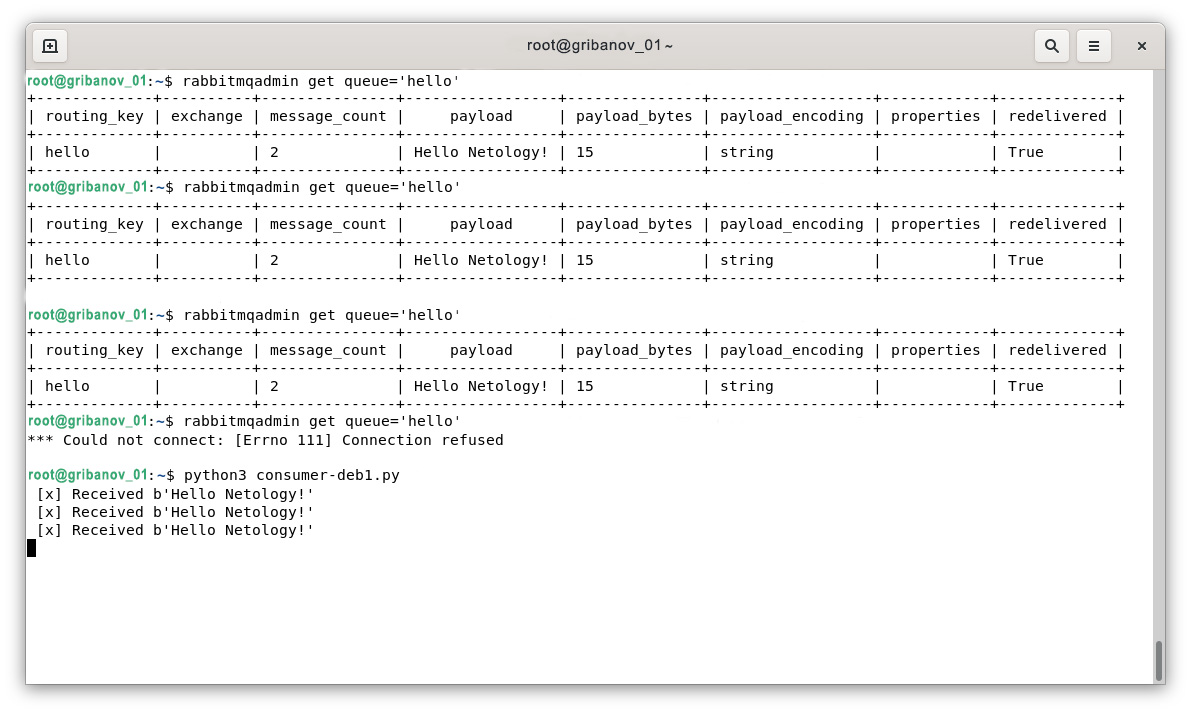 root@gribanov_01:~
root@gribanov_01:~$ rabbitmqadmin get queue='hello'
+-------------+----------+---------------+-----------------+---------------+------------------+------------+-------------+
| routing_key | exchange | message_count |     payload     | payload_bytes | payload_encoding | properties | redelivered |
+-------------+----------+---------------+-----------------+---------------+------------------+------------+-------------+
| hello       |          | 2             | Hello Netology! | 15            | string           |            | True        |
+-------------+----------+---------------+-----------------+---------------+------------------+------------+-------------+
root@gribanov_01:~$ rabbitmqadmin get queue='hello'
+-------------+----------+---------------+-----------------+---------------+------------------+------------+-------------+
| routing_key | exchange | message_count |     payload     | payload_bytes | payload_encoding | properties | redelivered |
+-------------+----------+---------------+-----------------+---------------+------------------+------------+-------------+
| hello       |          | 2             | Hello Netology! | 15            | string           |            | True        |
+-------------+----------+---------------+-----------------+---------------+------------------+------------+-------------+
root@gribanov_01:~$ rabbitmqadmin get queue='hello'
+-------------+----------+---------------+-----------------+---------------+------------------+------------+-------------+
| routing_key | exchange | message_count |     payload     | payload_bytes | payload_encoding | properties | redelivered |
+-------------+----------+---------------+-----------------+---------------+------------------+------------+-------------+
| hello       |          | 2             | Hello Netology! | 15            | string           |            | True        |
+-------------+----------+---------------+-----------------+---------------+------------------+------------+-------------+
root@gribanov_01:~$ rabbitmqadmin get queue='hello'
*** Could not connect: [Errno 111] Connection refused
root@gribanov_01:~$ python3 consumer-deb1.py
 [x] Received b'Hello Netology!'
 [x] Received b'Hello Netology!'
 [x] Received b'Hello Netology!'